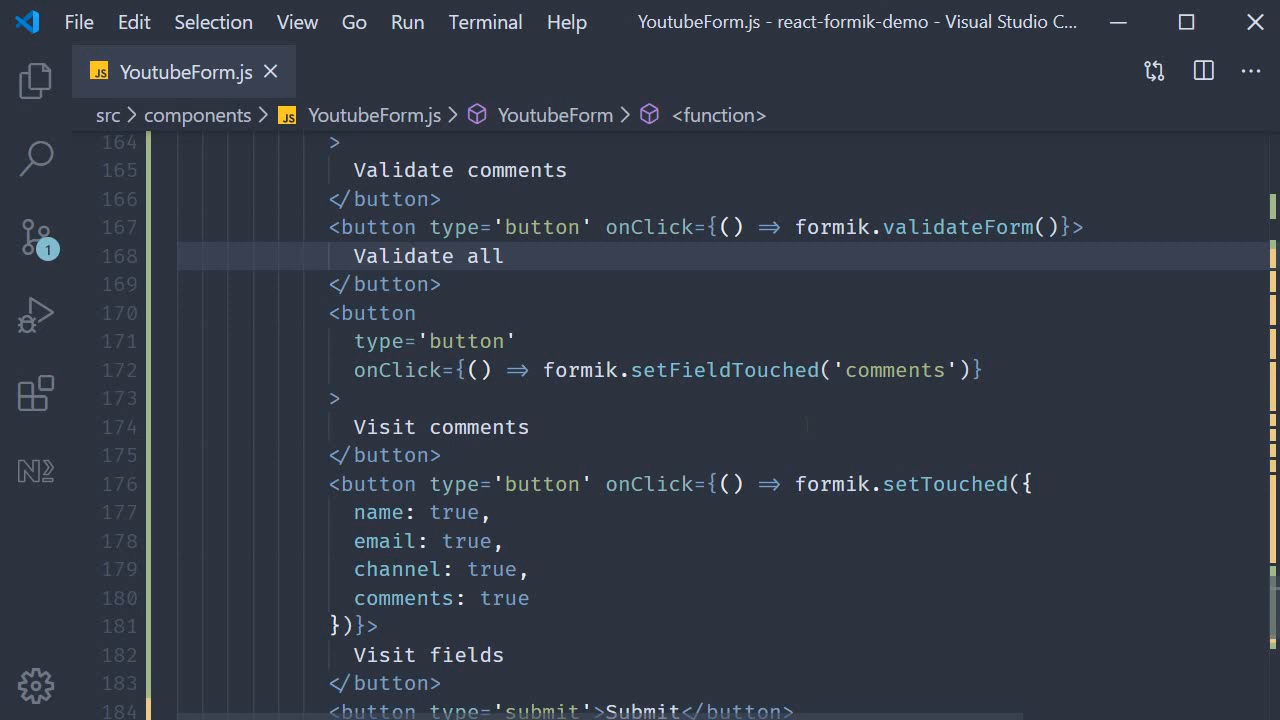 File Edit Selection View Go Run Terminal Help YoutubeForm.js - react-formik-demo - Visual Studio C...
JS YoutubeForm.js
src > components > JS YoutubeForm.js > YoutubeForm > <function>
164 >
165 Validate comments
166 </button>
167 <button type='button' onClick={() => formik.validateForm()}>
168 Validate all
169 </button>
170 <button
171 type='button'
172 onClick={() => formik.setFieldTouched('comments')}
173 >
174 Visit comments
175 </button>
176 <button type='button' onClick={() => formik.setTouched({
177 name: true,
178 email: true,
179 channel: true,
180 comments: true
181 })}>
182 Visit fields
183 </button>
184 <button type='submit'>Submit</button>
1